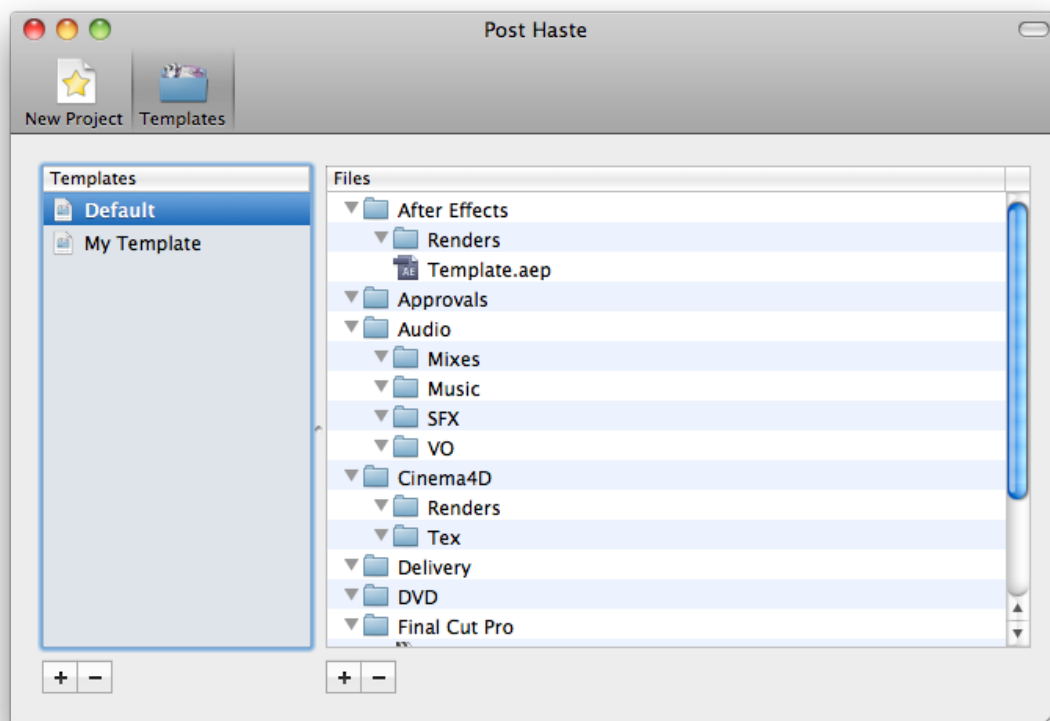 Post Haste
New Project Templates
Templates
Default
My Template
Files
After Effects
Renders
AE
Template.aep
Approvals
Audio
Mixes
Music
SFX
VO
Cinema4D
Renders
Tex
Delivery
DVD
Final Cut Pro
+ −
+ −